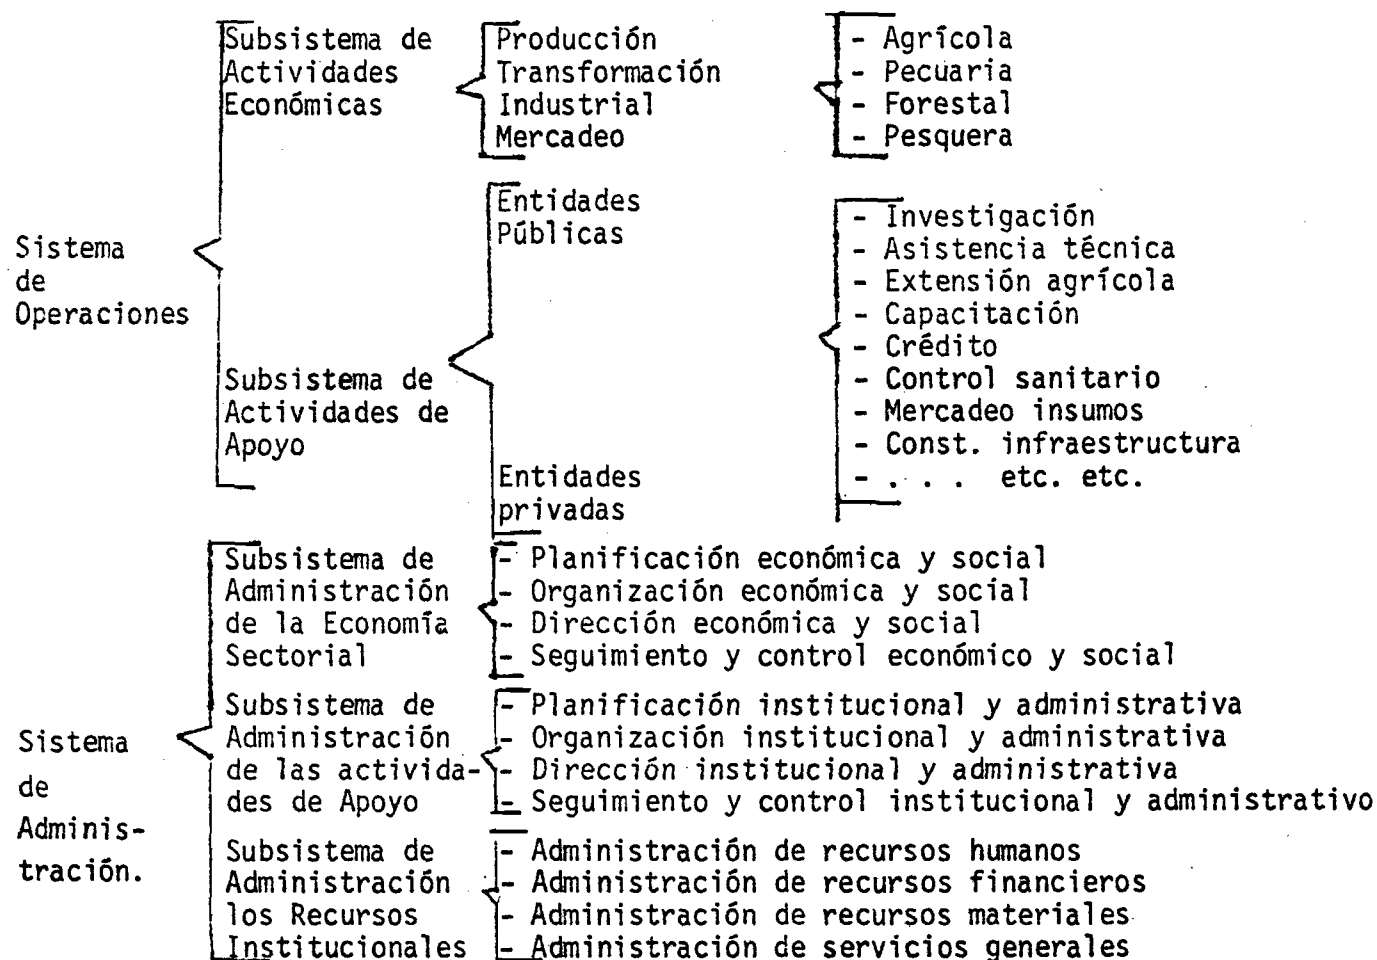 Subsistema de
Actividades
Económicas
Producción
Transformación
Industrial
Mercadeo
- Agrícola
- Pecuaria
- Forestal
- Pesquera
Sistema
de
Operaciones
Entidades
Públicas
- Investigación
- Asistencia técnica
- Extensión agrícola
- Capacitación
- Crédito
- Control sanitario
- Mercadeo insumos
- Const. infraestructura
- . . . etc. etc.
Subsistema de
Actividades de
Apoyo
Entidades
privadas
Sistema
de
Adminis-
tración.
Subsistema de
Administración
de la Economía
Sectorial
- Planificación económica y social
- Organización económica y social
- Dirección económica y social
- Seguimiento y control económico y social
Subsistema de
Administración
de las activida-
des de Apoyo
- Planificación institucional y administrativa
- Organización institucional y administrativa
- Dirección institucional y administrativa
- Seguimiento y control institucional y administrativo
Subsistema de
Administración
los Recursos
Institucionales
- Administración de recursos humanos
- Administración de recursos financieros
- Administración de recursos materiales
- Administración de servicios generales